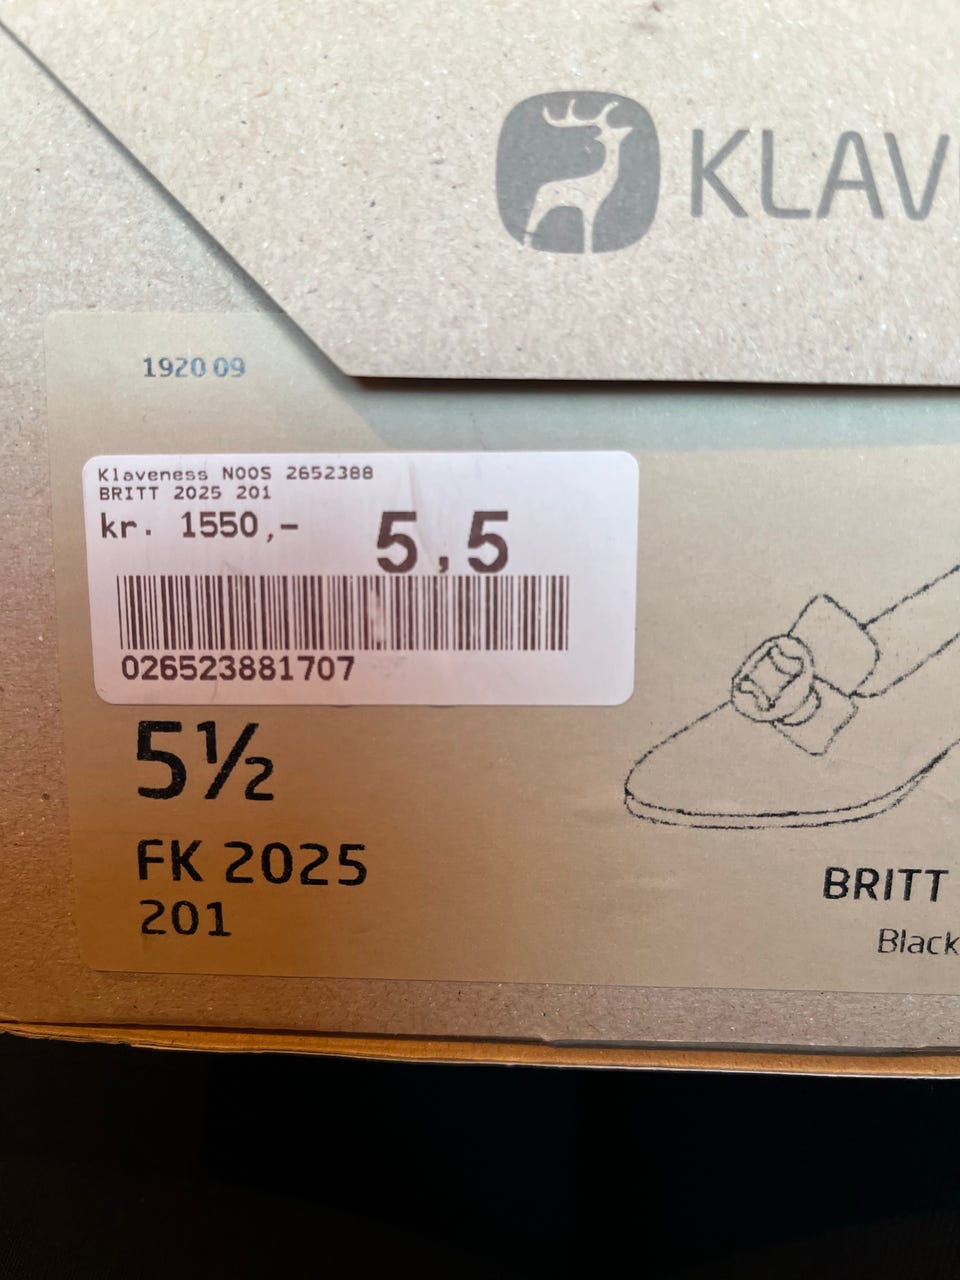 KLAV
1920 09
Klaveness NOOS 2652388
BRITT 2025 201
kr. 1550,- 5,5
026523881707
5½
FK 2025
201
BRITT
Black